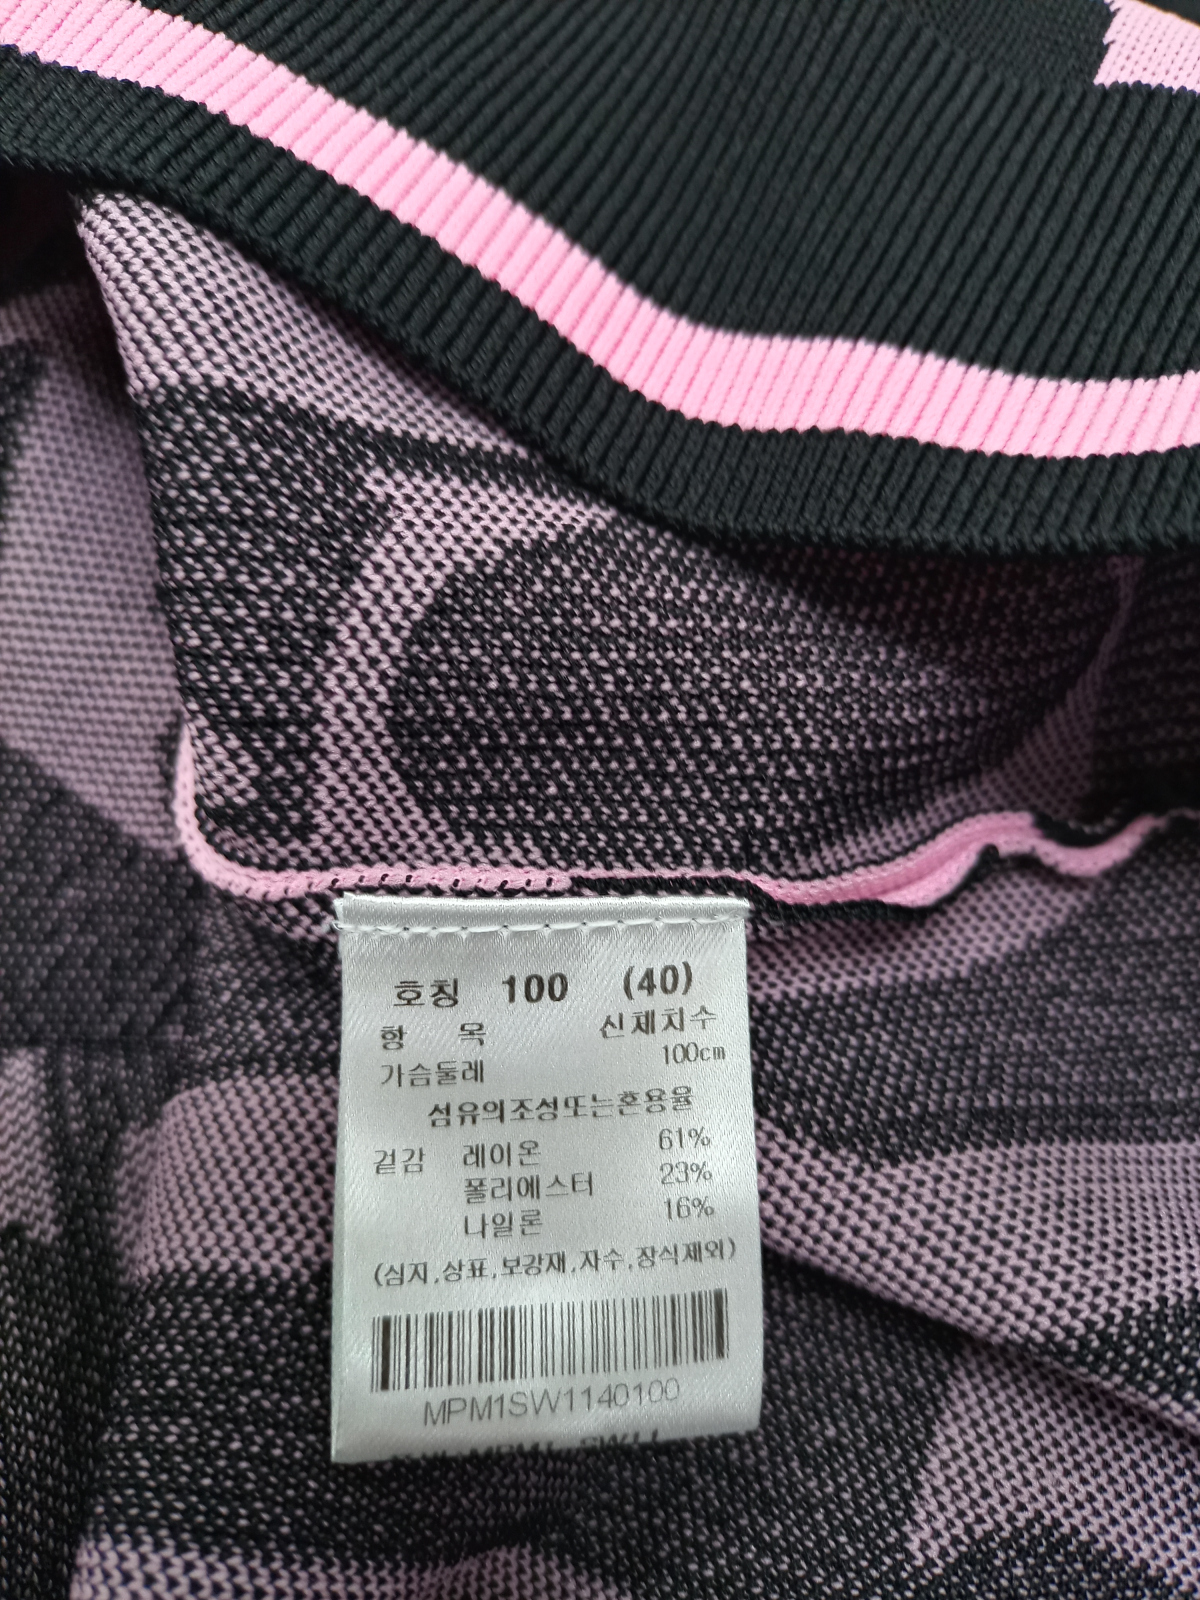 호칭 100 (40)
항 목 신체치수
가슴둘레 100cm
섬유의조성또는혼용율
겉감 레이온 61%
폴리에스터 23%
나일론 16%
(심지,상표,보강재,자수,장식제외)
MPM1SW1140100